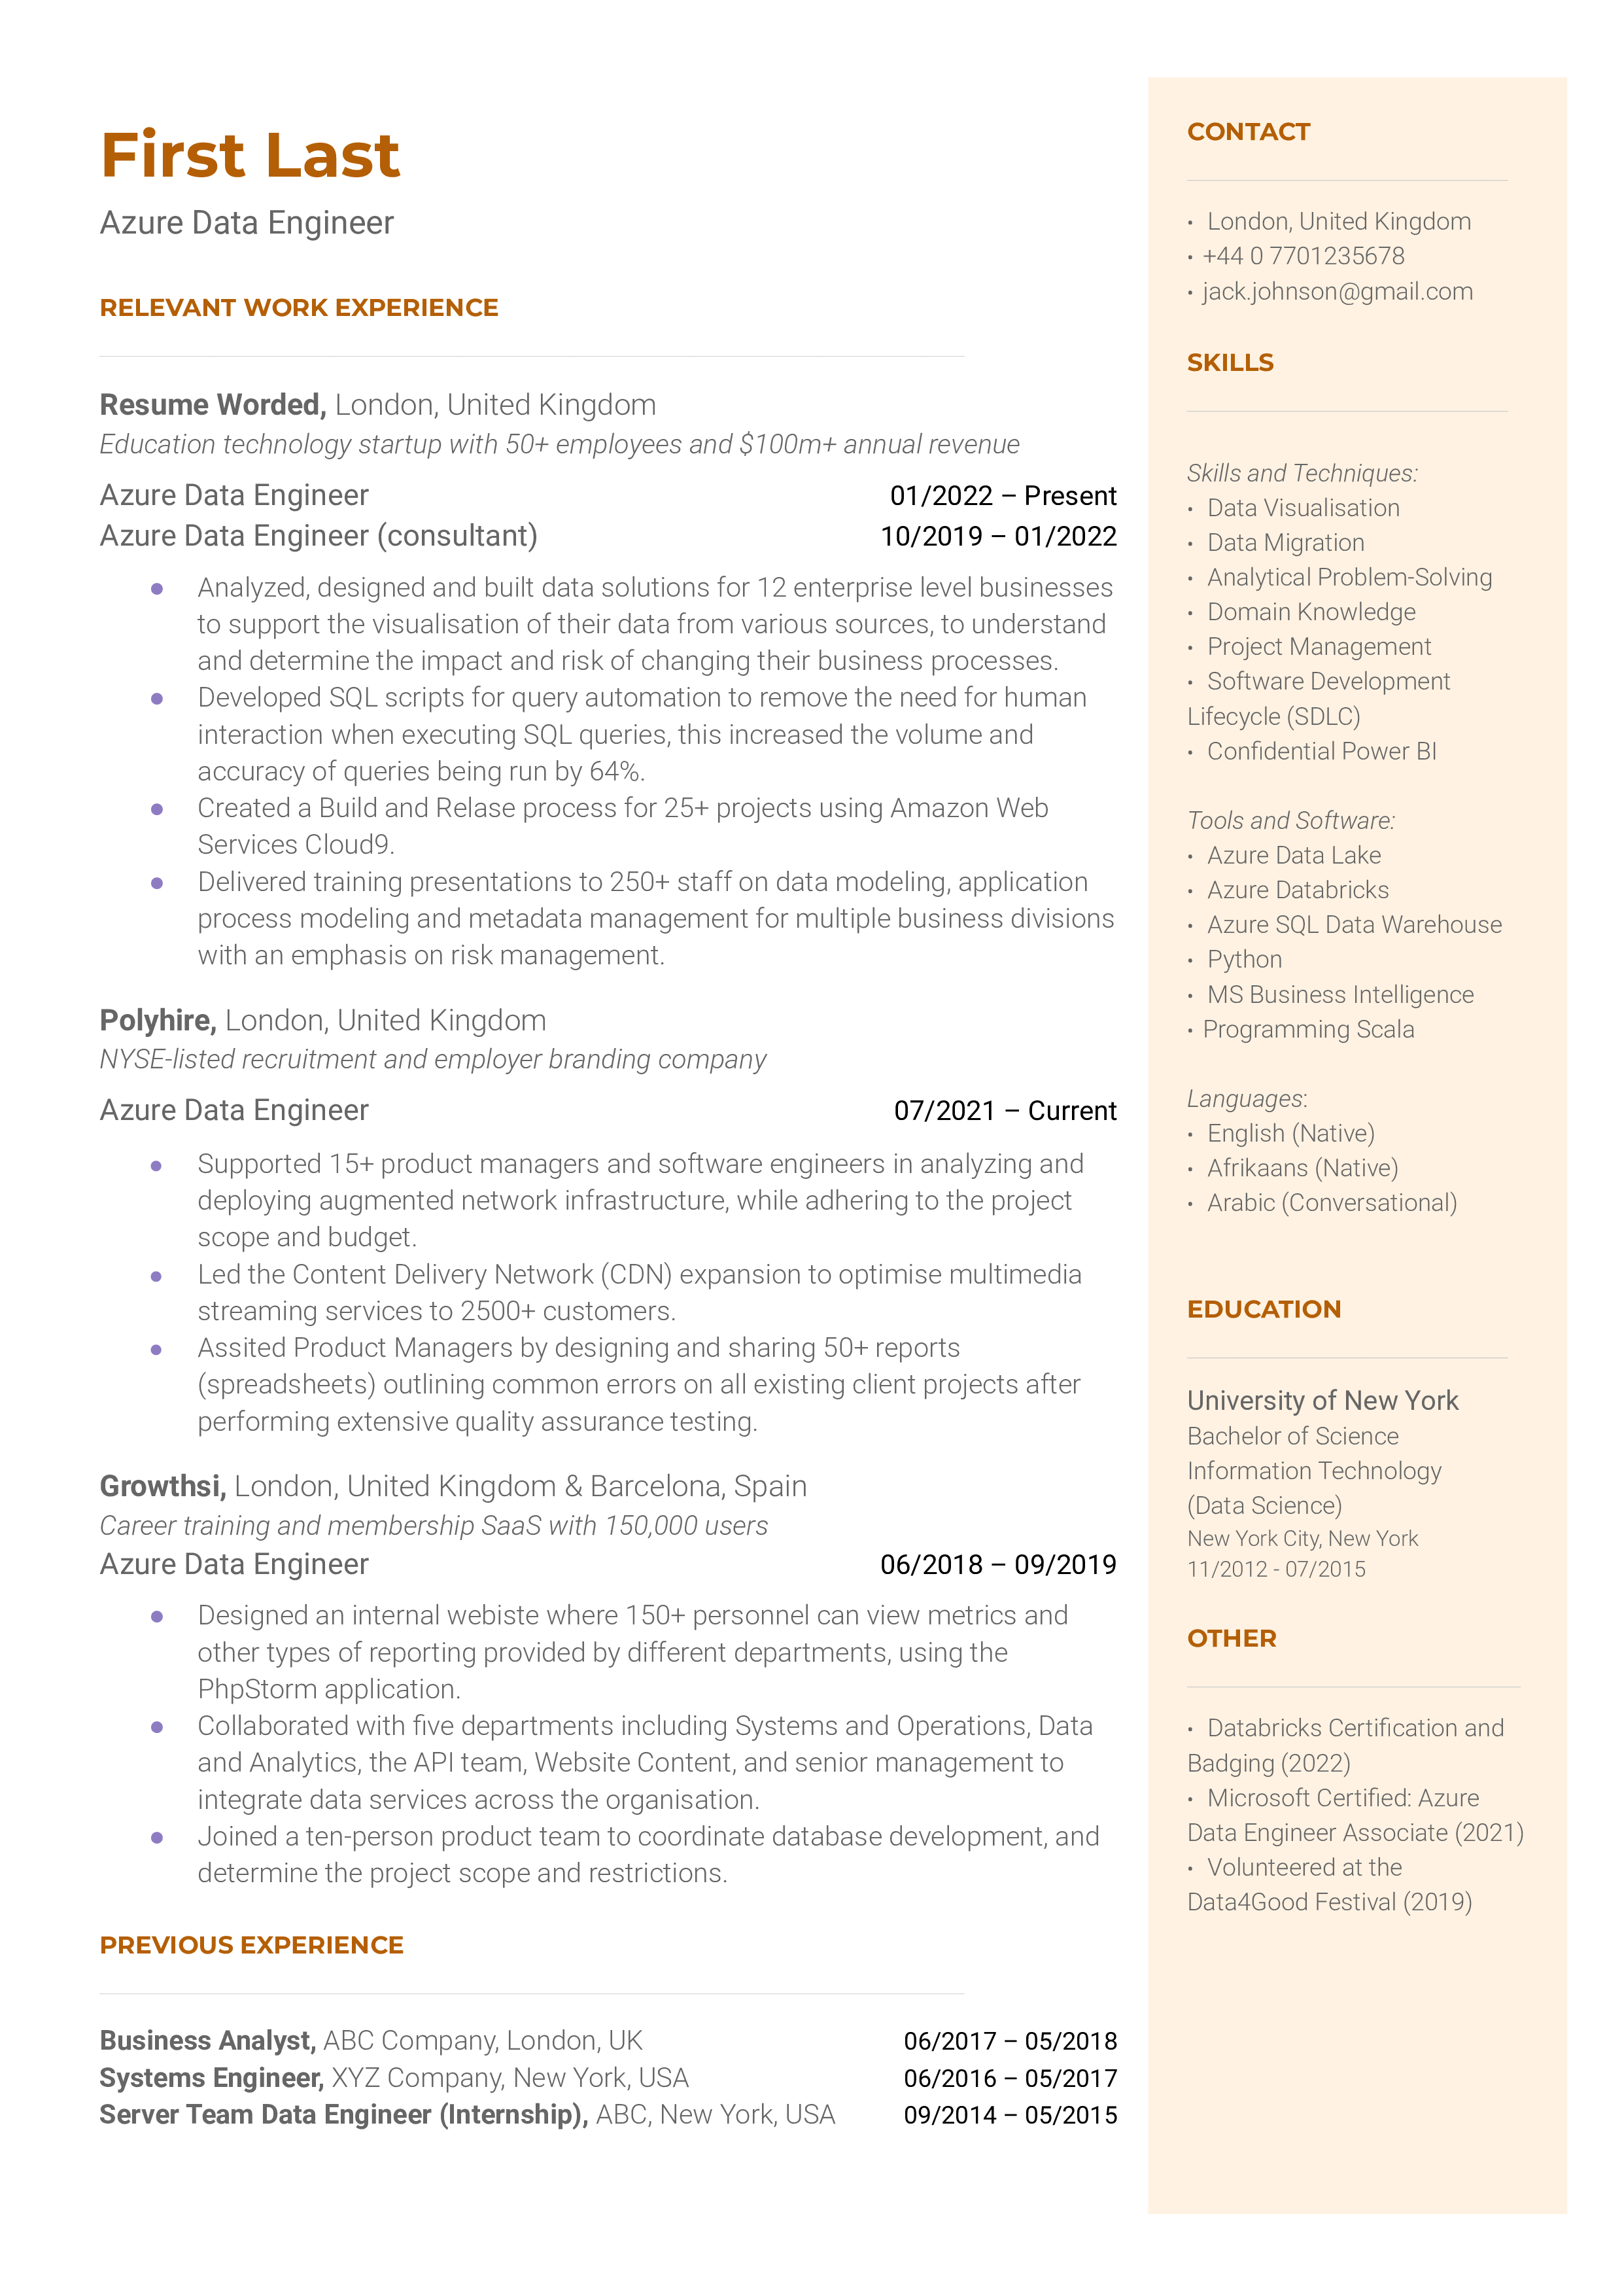 First Last
Azure Data Engineer
RELEVANT WORK EXPERIENCE
Resume Worded, London, United Kingdom
Education technology startup with 50+ employees and $100m+ annual revenue
Azure Data Engineer 01/2022 – Present
Azure Data Engineer (consultant) 10/2019 – 01/2022
● Analyzed, designed and built data solutions for 12 enterprise level businesses
to support the visualisation of their data from various sources, to understand
and determine the impact and risk of changing their business processes.
● Developed SQL scripts for query automation to remove the need for human
interaction when executing SQL queries, this increased the volume and
accuracy of queries being run by 64%.
● Created a Build and Relase process for 25+ projects using Amazon Web
Services Cloud9.
● Delivered training presentations to 250+ staff on data modeling, application
process modeling and metadata management for multiple business divisions
with an emphasis on risk management.
Polyhire, London, United Kingdom
NYSE-listed recruitment and employer branding company
Azure Data Engineer 07/2021 – Current
● Supported 15+ product managers and software engineers in analyzing and
deploying augmented network infrastructure, while adhering to the project
scope and budget.
● Led the Content Delivery Network (CDN) expansion to optimise multimedia
streaming services to 2500+ customers.
● Assited Product Managers by designing and sharing 50+ reports
(spreadsheets) outlining common errors on all existing client projects after
performing extensive quality assurance testing.
Growthsi, London, United Kingdom & Barcelona, Spain
Career training and membership SaaS with 150,000 users
Azure Data Engineer 06/2018 – 09/2019
● Designed an internal webiste where 150+ personnel can view metrics and
other types of reporting provided by different departments, using the
PhpStorm application.
● Collaborated with five departments including Systems and Operations, Data
and Analytics, the API team, Website Content, and senior management to
integrate data services across the organisation.
● Joined a ten-person product team to coordinate database development, and
determine the project scope and restrictions.
PREVIOUS EXPERIENCE
Business Analyst, ABC Company, London, UK 06/2017 – 05/2018
Systems Engineer, XYZ Company, New York, USA 06/2016 – 05/2017
Server Team Data Engineer (Internship), ABC, New York, USA 09/2014 – 05/2015
CONTACT
• London, United Kingdom
• +44 0 7701235678
• jack.johnson@gmail.com
SKILLS
Skills and Techniques:
• Data Visualisation
• Data Migration
• Analytical Problem-Solving
• Domain Knowledge
• Project Management
• Software Development
Lifecycle (SDLC)
• Confidential Power BI
Tools and Software:
• Azure Data Lake
• Azure Databricks
• Azure SQL Data Warehouse
• Python
• MS Business Intelligence
• Programming Scala
Languages:
• English (Native)
• Afrikaans (Native)
• Arabic (Conversational)
EDUCATION
University of New York
Bachelor of Science
Information Technology
(Data Science)
New York City, New York
11/2012 - 07/2015
OTHER
• Databricks Certification and
Badging (2022)
• Microsoft Certified: Azure
Data Engineer Associate (2021)
• Volunteered at the
Data4Good Festival (2019)